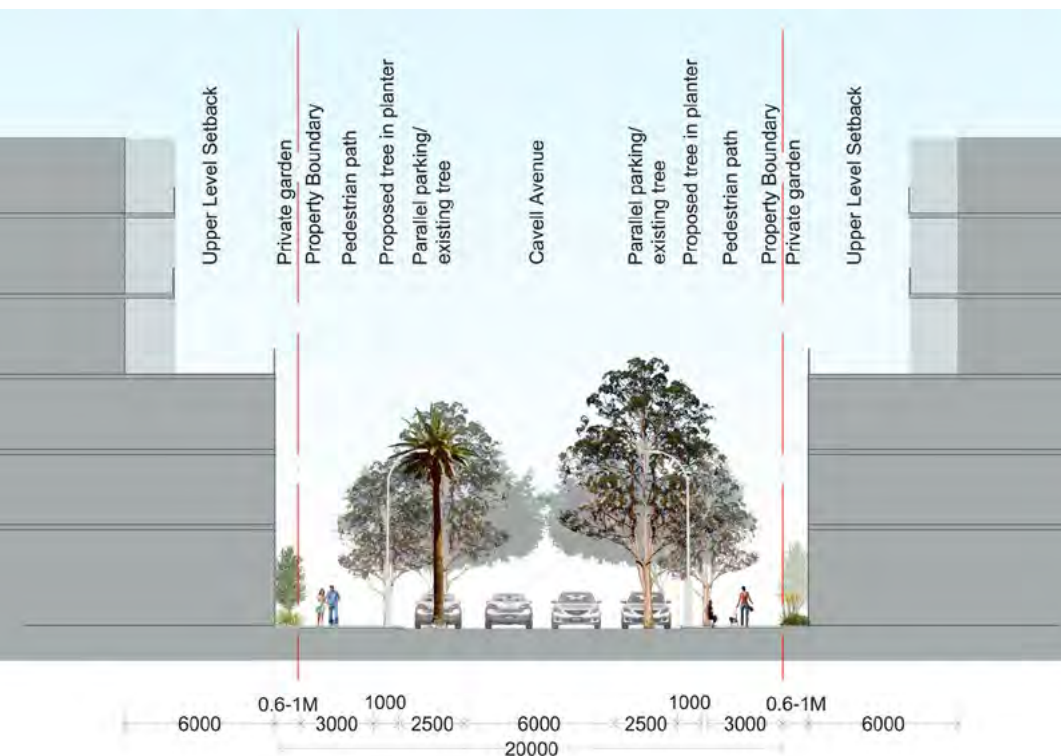 Upper Level Setback
Private garden
Property Boundary
Pedestrian path
Proposed tree in planter
Parallel parking/
existing tree
Cavell Avenue
Parallel parking/
existing tree
Proposed tree in planter
Pedestrian path
Property Boundary
Private garden
Upper Level Setback
0.6-1M
1000
1000
0.6-1M
6000
3000
2500
6000
2500
3000
6000
20000